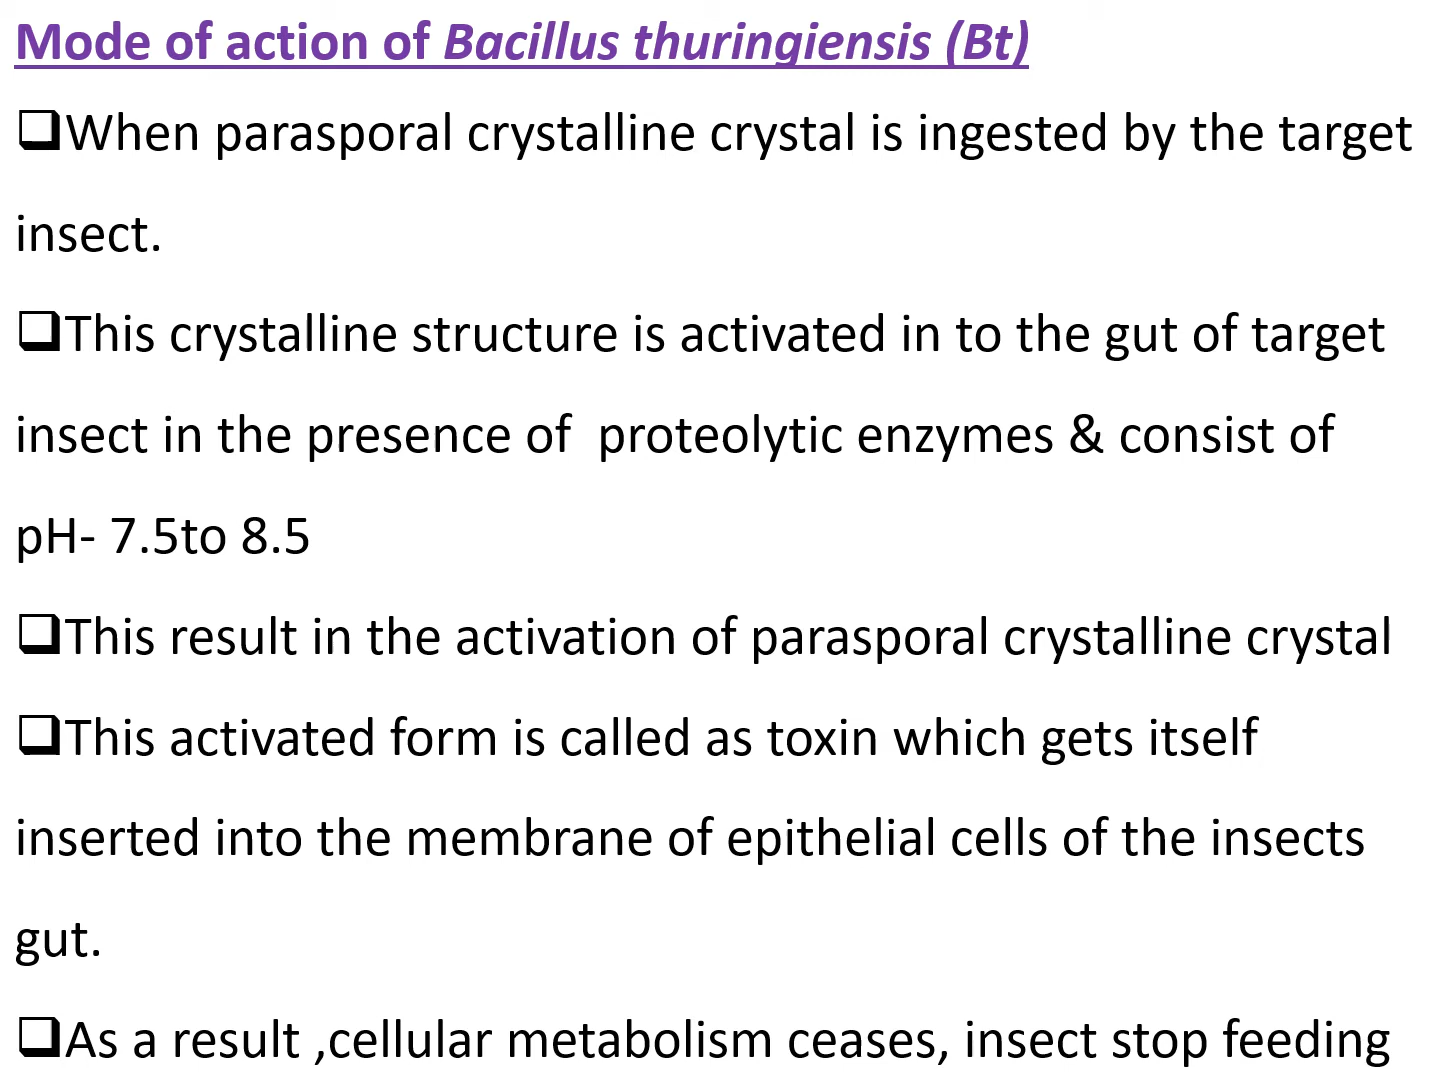 Mode of action of Bacillus thuringiensis (Bt)
❑When parasporal crystalline crystal is ingested by the target
insect.
❑This crystalline structure is activated in to the gut of target
insect in the presence of  proteolytic enzymes & consist of
pH- 7.5to 8.5
❑This result in the activation of parasporal crystalline crystal
❑This activated form is called as toxin which gets itself
inserted into the membrane of epithelial cells of the insects
gut.
❑As a result ,cellular metabolism ceases, insect stop feeding